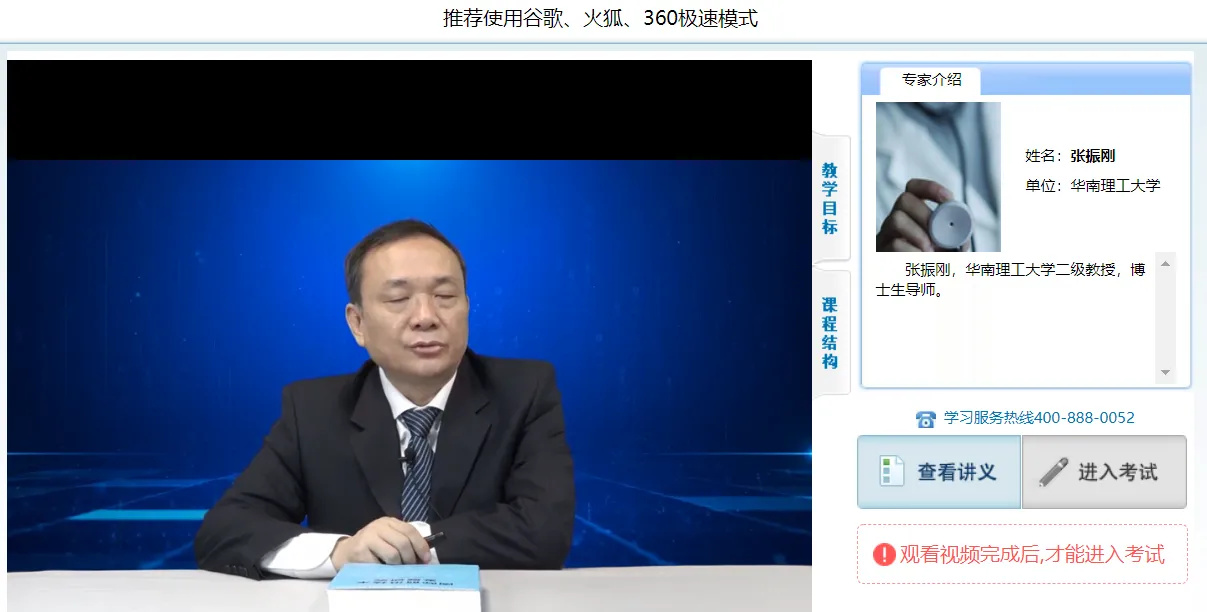 推荐使用谷歌、火狐、360极速模式
教学目标
课程结构
专家介绍
姓名：张振刚
单位：华南理工大学
张振刚，华南理工大学二级教授，博
士生导师。
学习服务热线400-888-0052
查看讲义
进入考试
观看视频完成后,才能进入考试